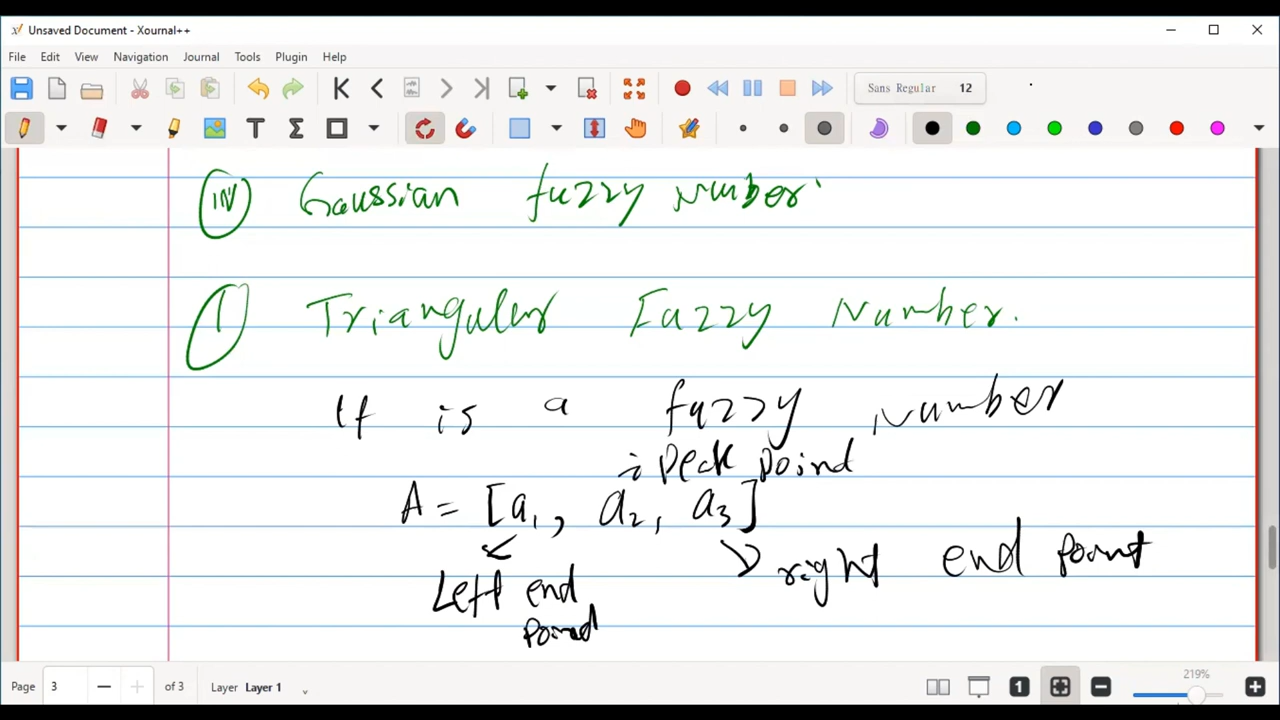 Unsaved Document - Xournal++
File Edit View Navigation Journal Tools Plugin Help
Sans Regular 12
IV Gaussian fuzzy Number
I Triangular Fuzzy Number.
It is a fuzzy Number
: Peak point
A = [a1, a2, a3]
right end point
Left end
point
Page 3 of 3 Layer Layer 1
219%